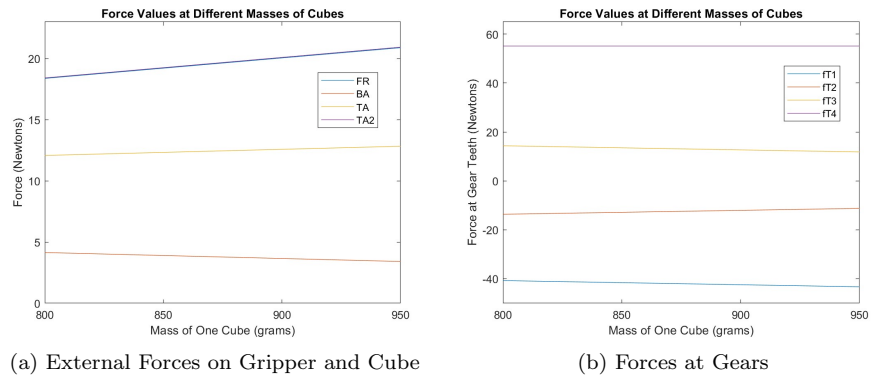 Force Values at Different Masses of Cubes
Force (Newtons)
20
15
10
5
0
FR
BA
TA
TA2
800
850
900
950
Mass of One Cube (grams)
(a) External Forces on Gripper and Cube
Force Values at Different Masses of Cubes
Force at Gear Teeth (Newtons)
60
40
20
0
-20
-40
fT1
fT2
fT3
fT4
800
850
900
950
Mass of One Cube (grams)
(b) Forces at Gears